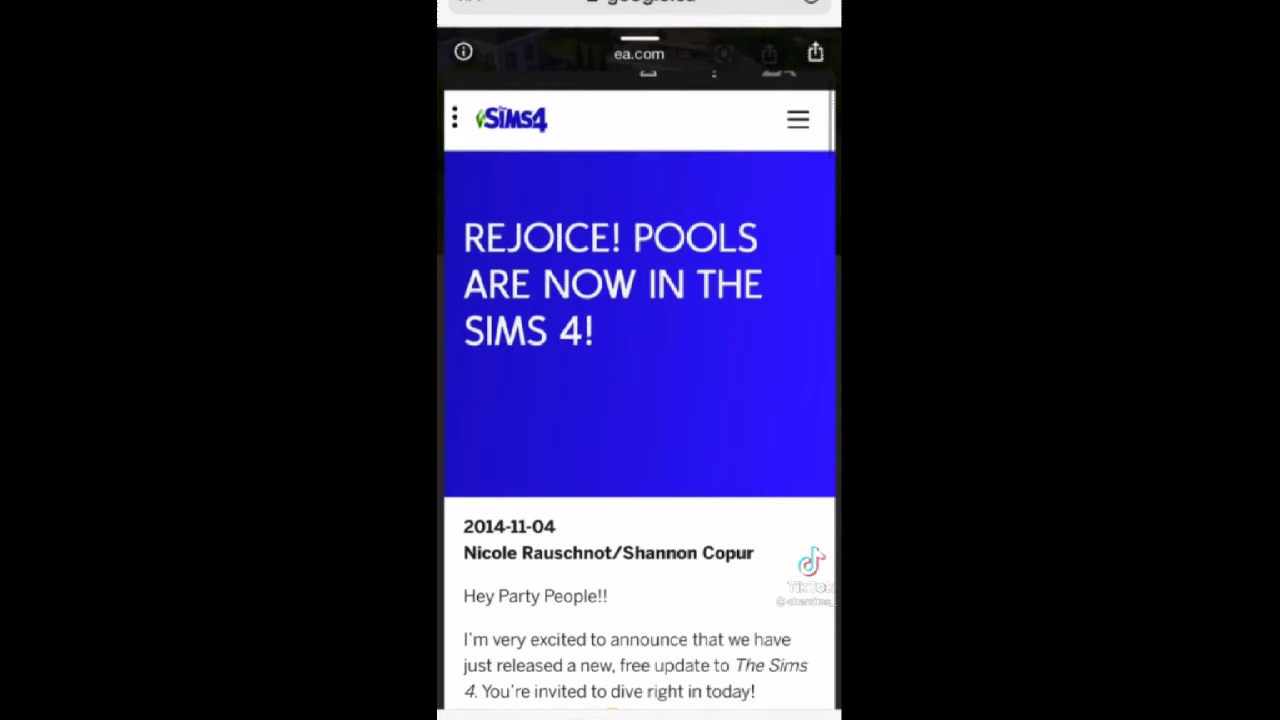 ea.com
The SIMS4
REJOICE! POOLS
ARE NOW IN THE
SIMS 4!
2014-11-04
Nicole Rauschnot/Shannon Copur
Hey Party People!!
TikTok
I'm very excited to announce that we have
just released a new, free update to The Sims
4. You're invited to dive right in today!